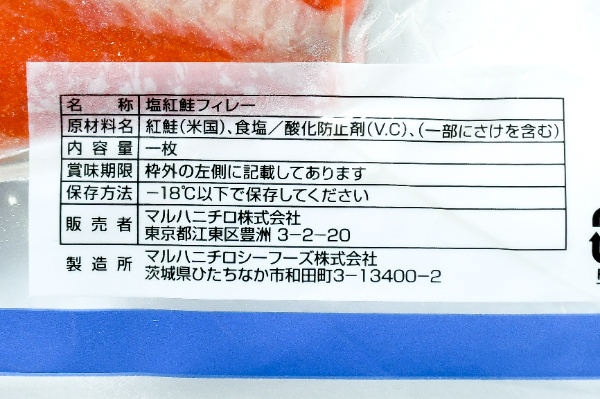 名称 塩紅鮭フィレー
原材料名 紅鮭(米国)、食塩/酸化防止剤(V.C)、(一部にさけを含む)
内容量 一枚
賞味期限 枠外の左側に記載してあります
保存方法 −18℃以下で保存してください
販売者 マルハニチロ株式会社
東京都江東区豊洲 3−2−20
製造所 マルハニチロシーフーズ株式会社
茨城県ひたちなか市和田町3−13400−2